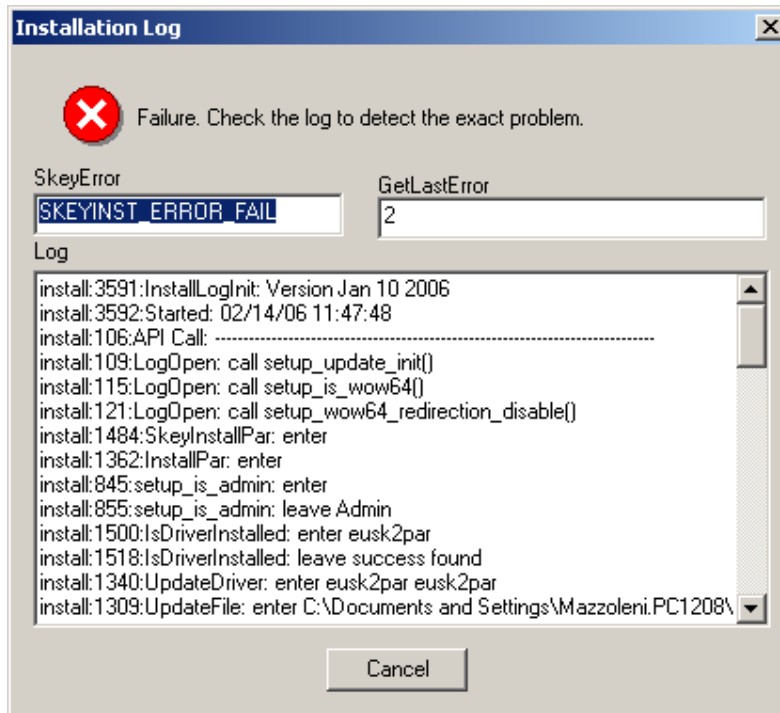 Installation Log
Failure. Check the log to detect the exact problem.
SkeyError
GetLastError
SKEYINST_ERROR_FAIL
2
Log
install:3591:InstallLogInit: Version Jan 10 2006
install:3592:Started: 02/14/06 11:47:48
install:106:API Call: --------------------------------------------------------------------------------
install:109:LogOpen: call setup_update_init()
install:115:LogOpen: call setup_is_wow64()
install:121:LogOpen: call setup_wow64_redirection_disable()
install:1484:SkeyInstallPar: enter
install:1362:InstallPar: enter
install:845:setup_is_admin: enter
install:855:setup_is_admin: leave Admin
install:1500:IsDriverInstalled: enter eusk2par
install:1518:IsDriverInstalled: leave success found
install:1340:UpdateDriver: enter eusk2par eusk2par
install:1309:UpdateFile: enter C:\Documents and Settings\Mazzoleni.PC1208\
Cancel